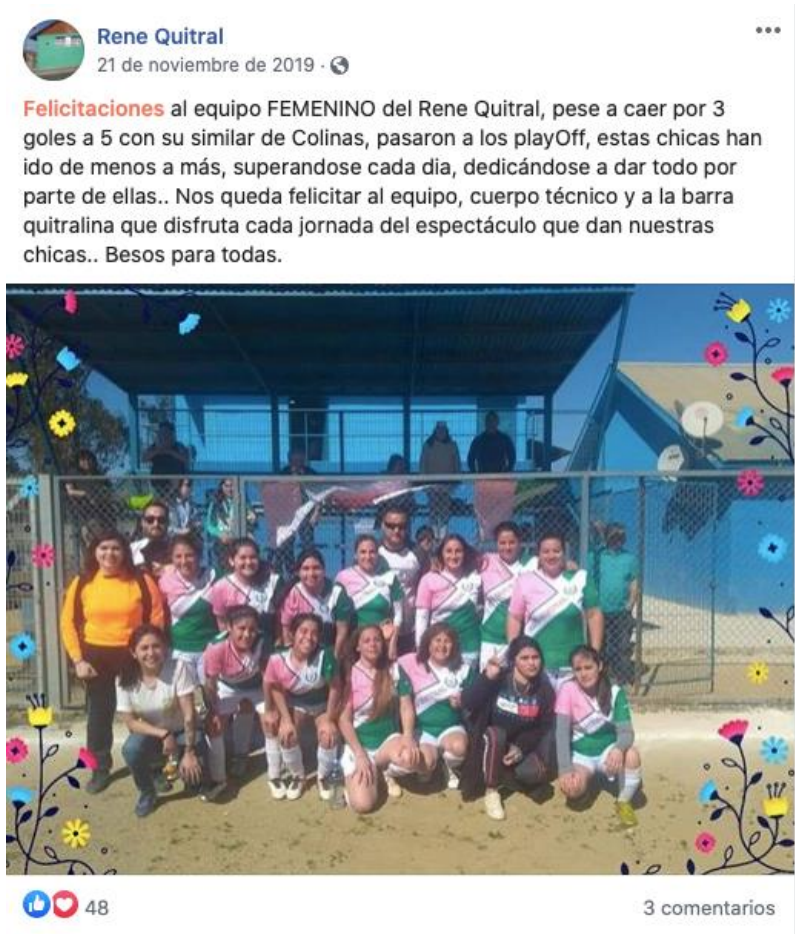 Rene Quitral
21 de noviembre de 2019 ·
Felicitaciones al equipo FEMENINO del Rene Quitral, pese a caer por 3
goles a 5 con su similar de Colinas, pasaron a los playOff, estas chicas han
ido de menos a más, superandose cada dia, dedicándose a dar todo por
parte de ellas.. Nos queda felicitar al equipo, cuerpo técnico y a la barra
quitralina que disfruta cada jornada del espectáculo que dan nuestras
chicas.. Besos para todas.
48
3 comentarios